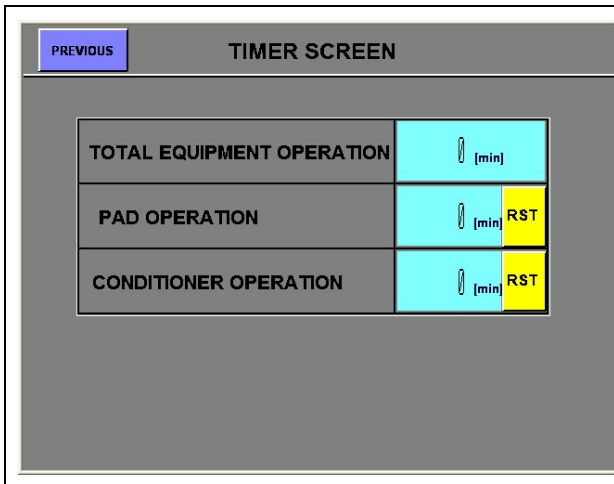 PREVIOUS
TIMER SCREEN
TOTAL EQUIPMENT OPERATION 0 [min]
PAD OPERATION 0 [min] RST
CONDITIONER OPERATION 0 [min] RST